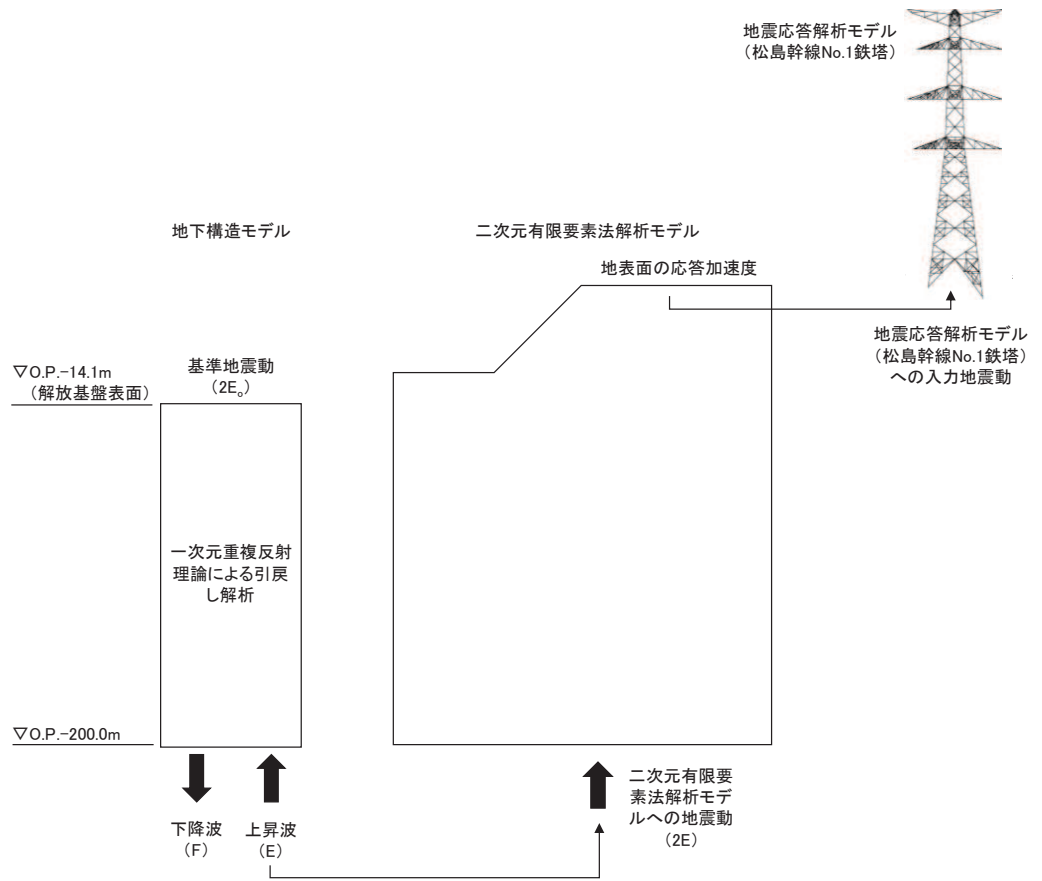 地震応答解析モデル
（松島幹線No.1鉄塔）
地下構造モデル
二次元有限要素法解析モデル
地表面の応答加速度
地震応答解析モデル
（松島幹線No.1鉄塔）
への入力地震動
▽O.P.-14.1m
（解放基盤表面）
基準地震動
（2E₀）
一次元重複反射
理論による引戻
し解析
▽O.P.-200.0m
下降波
（F）
上昇波
（E）
二次元有限要
素法解析モデ
ルへの地震動
（2E）